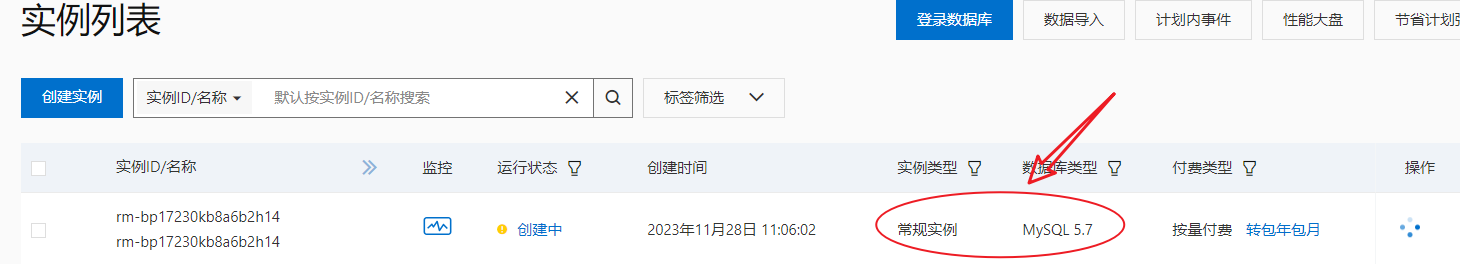 实例列表
登录数据库 数据导入 计划内事件 性能大盘 节省计划
创建实例 实例ID/名称 默认按实例ID/名称搜索 标签筛选
实例ID/名称 监控 运行状态 创建时间 实例类型 数据库类型 付费类型 操作
rm-bp17230kb8a6b2h14
rm-bp17230kb8a6b2h14
创建中 2023年11月28日 11:06:02 常规实例 MySQL 5.7 按量付费 转包年包月